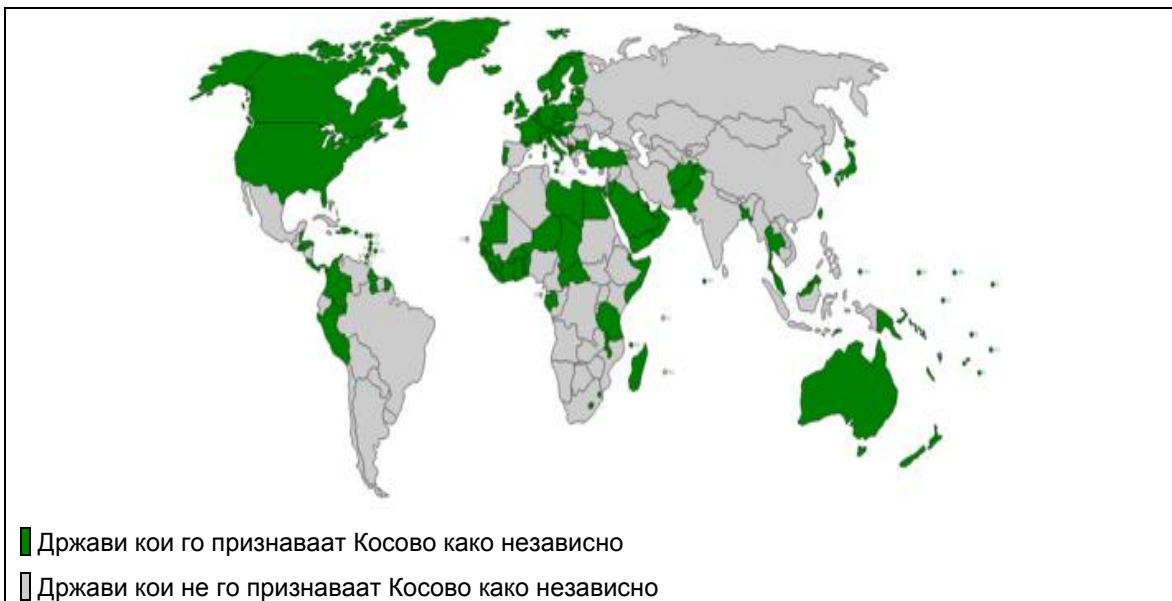 Држави кои го признаваат Косово како независно
Држави кои не го признаваат Косово како независно